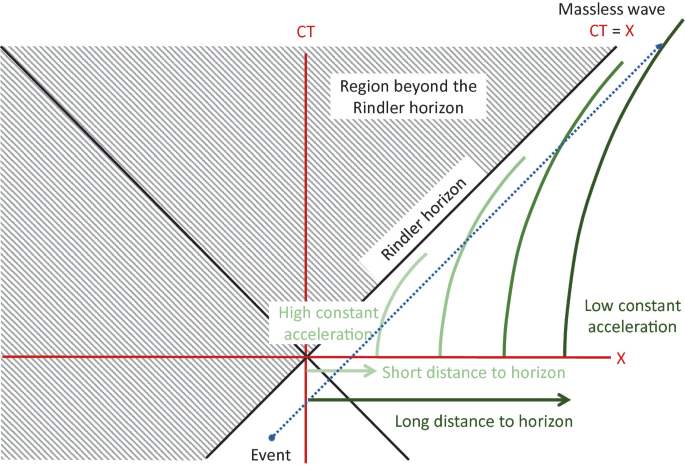 Massless wave
CT
CT = X
Region beyond the
Rindler horizon
Rindler horizon
High constant
acceleration
Low constant
acceleration
X
Short distance to horizon
Long distance to horizon
Event